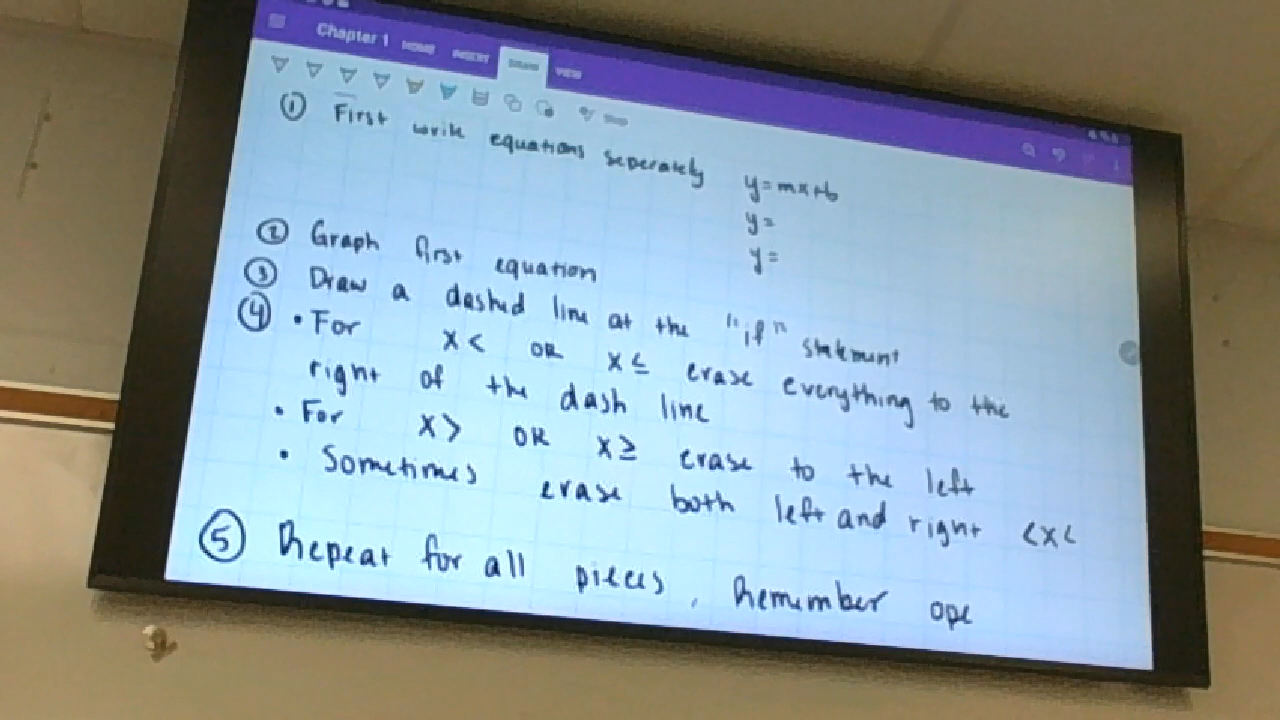 Chapter 1 HOME INSERT DRAW VIEW
① First write equations seperately y=mx+b
y=
y=
② Graph first equation
③ Draw a dashed line at the "if" statement
④ • For x< OR x≤ erase everything to the
right of the dash line
• For x> OR x≥ erase to the left
• Sometimes erase both left and right <x<
⑤ Repeat for all pieces, Remember ope